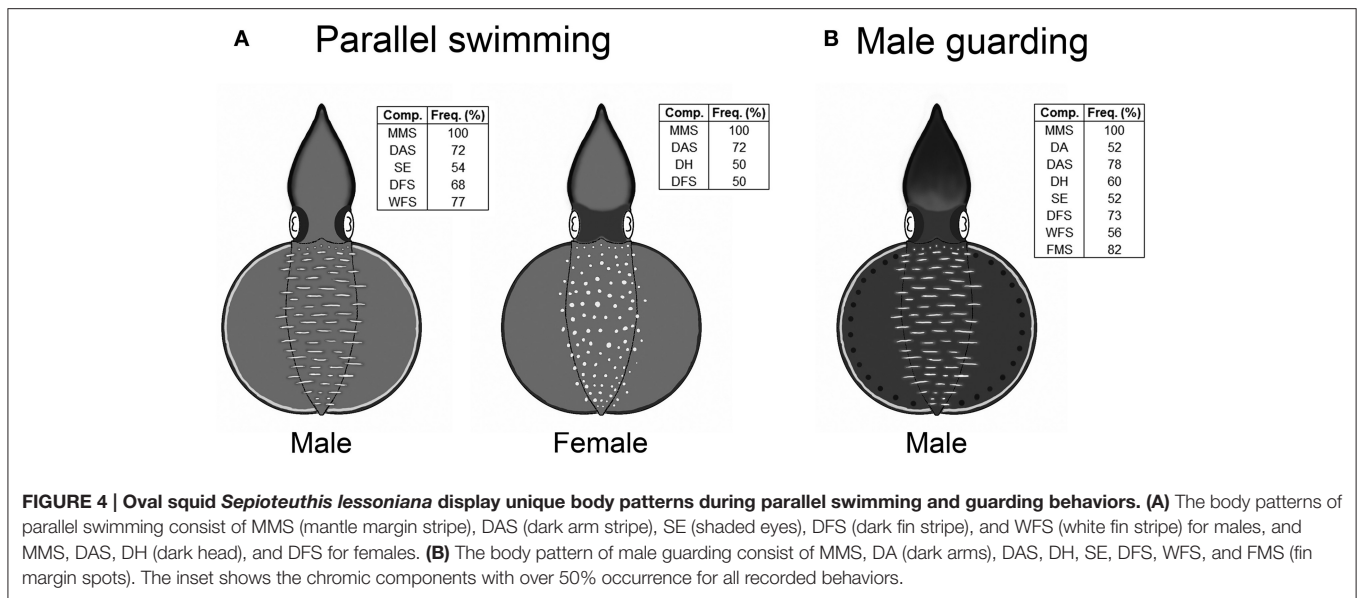 A Parallel swimming
B Male guarding
Comp. Freq. (%)
MMS 100
DAS 72
SE 54
DFS 68
WFS 77
Comp. Freq. (%)
MMS 100
DAS 72
DH 50
DFS 50
Comp. Freq. (%)
MMS 100
DA 52
DAS 78
DH 60
SE 52
DFS 73
WFS 56
FMS 82
Male
Female
Male
FIGURE 4 | Oval squid Sepioteuthis lessoniana display unique body patterns during parallel swimming and guarding behaviors. (A) The body patterns of
parallel swimming consist of MMS (mantle margin stripe), DAS (dark arm stripe), SE (shaded eyes), DFS (dark fin stripe), and WFS (white fin stripe) for males, and
MMS, DAS, DH (dark head), and DFS for females. (B) The body pattern of male guarding consist of MMS, DA (dark arms), DAS, DH, SE, DFS, WFS, and FMS (fin
margin spots). The inset shows the chromic components with over 50% occurrence for all recorded behaviors.